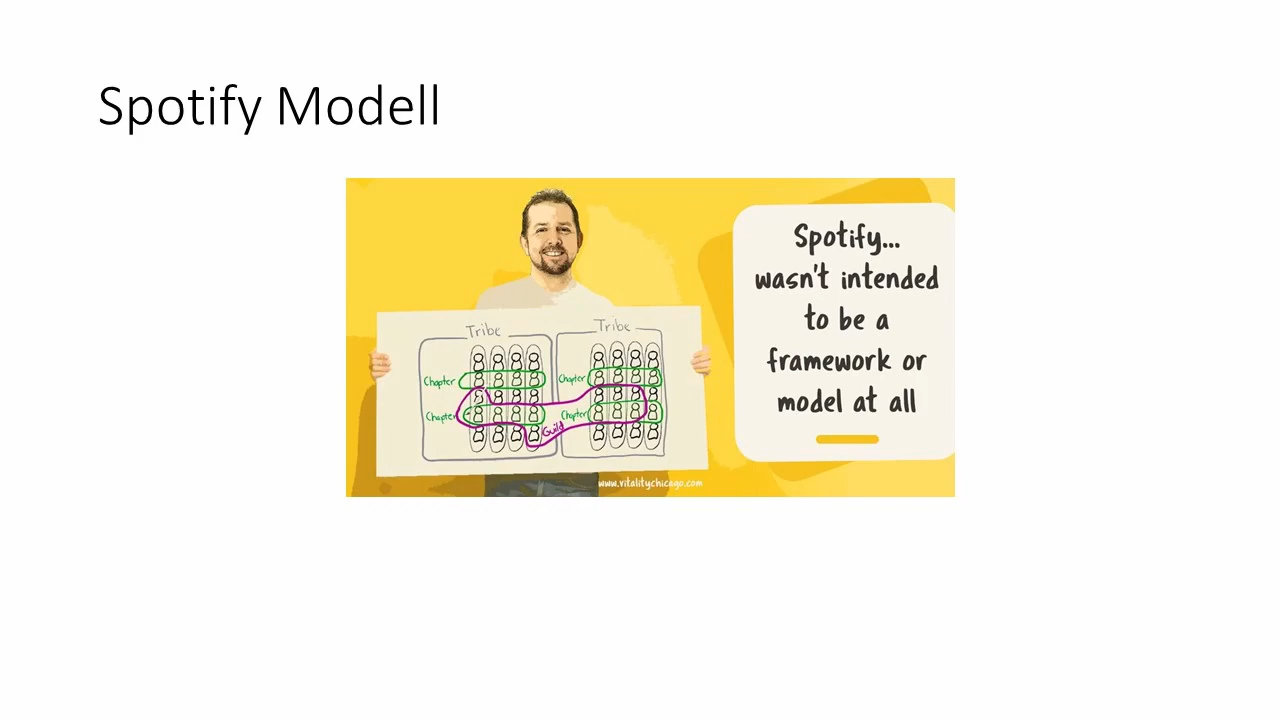 Spotify Modell
Tribe
Tribe
Chapter
Chapter
Chapter
Chapter
Guild
Spotify...
wasn't intended
to be a
framework or
model at all
www.vitalitychicago.com